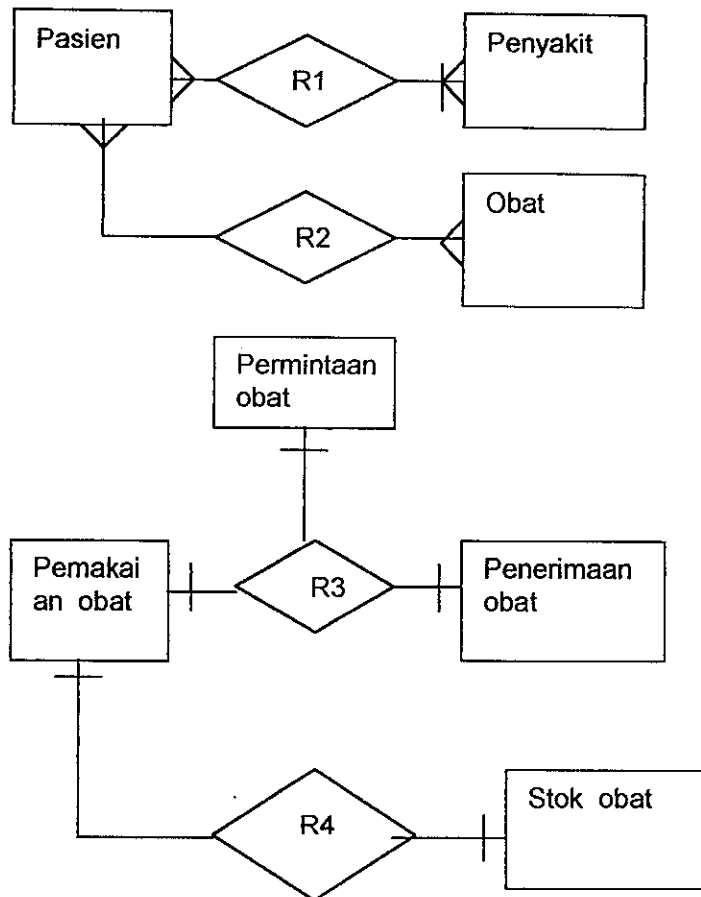 Pasien
R1
Penyakit
R2
Obat
Permintaan
obat
Pemakai
an obat
R3
Penerimaan
obat
R4
Stok obat